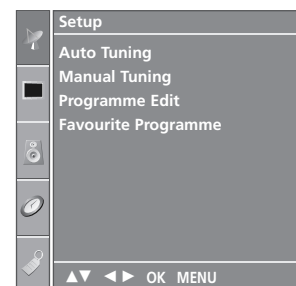 Setup
Auto Tuning
Manual Tuning
Programme Edit
Favourite Programme
▲▼ ◄► OK MENU